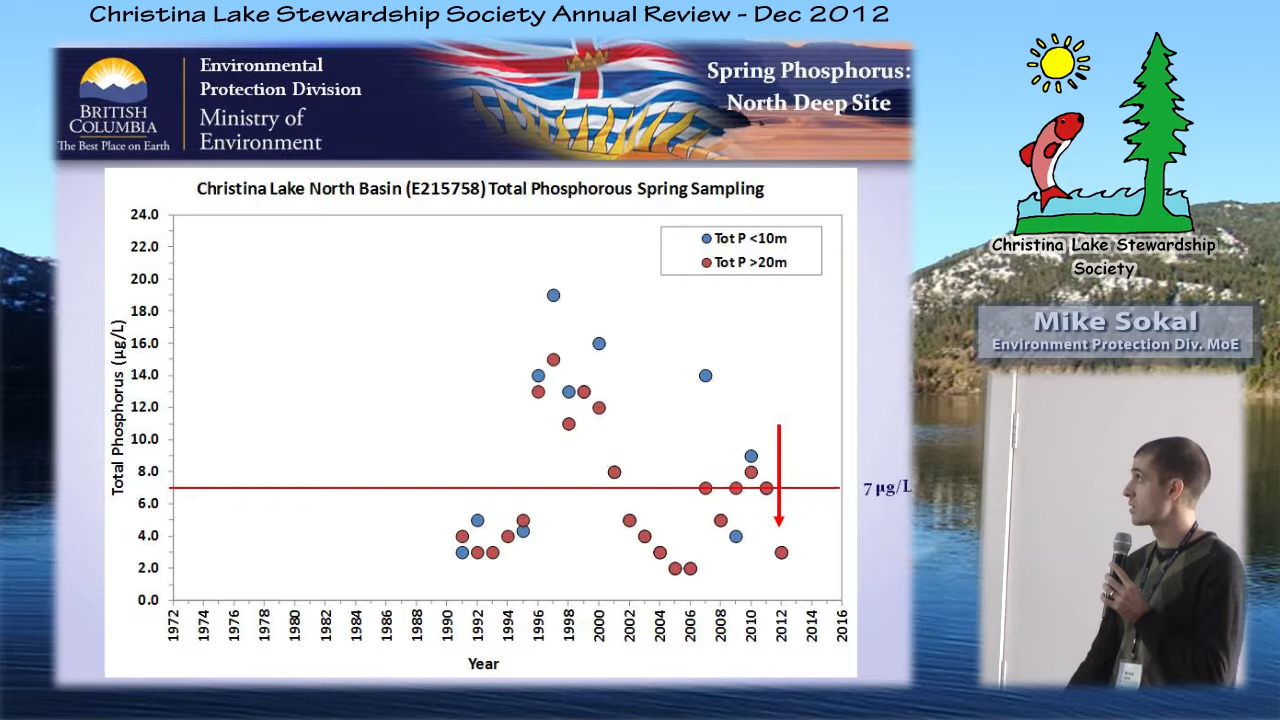 Christina Lake Stewardship Society Annual Review - Dec 2012
BRITISH
COLUMBIA
The Best Place on Earth
Environmental
Protection Division
Ministry of
Environment
Spring Phosphorus:
North Deep Site
Christina Lake Stewardship
Society
Mike Sokal
Environment Protection Div. MoE
Christina Lake North Basin (E215758) Total Phosphorous Spring Sampling
Total Phosphorus (µg/L)
24.0
22.0
20.0
18.0
16.0
14.0
12.0
10.0
8.0
6.0
4.0
2.0
0.0
Tot P <10m
Tot P >20m
7 µg/L
1972 1974 1976 1978 1980 1982 1984 1986 1988 1990 1992 1994 1996 1998 2000 2002 2004 2006 2008 2010 2012 2014 2016
Year